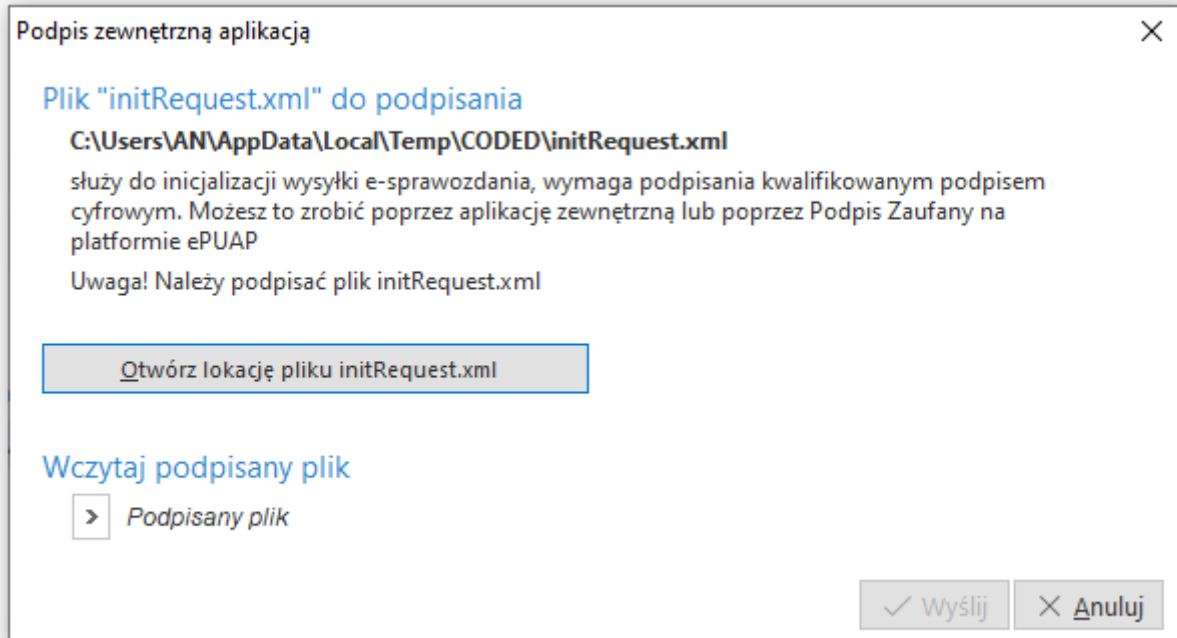 Podpis zewnętrzną aplikacją
Plik "initRequest.xml" do podpisania
C:\Users\AN\AppData\Local\Temp\CODED\initRequest.xml
służy do inicjalizacji wysyłki e-sprawozdania, wymaga podpisania kwalifikowanym podpisem
cyfrowym. Możesz to zrobić poprzez aplikację zewnętrzną lub poprzez Podpis Zaufany na
platformie ePUAP
Uwaga! Należy podpisać plik initRequest.xml
Otwórz lokację pliku initRequest.xml
Wczytaj podpisany plik
Podpisany plik
Wyślij
Anuluj